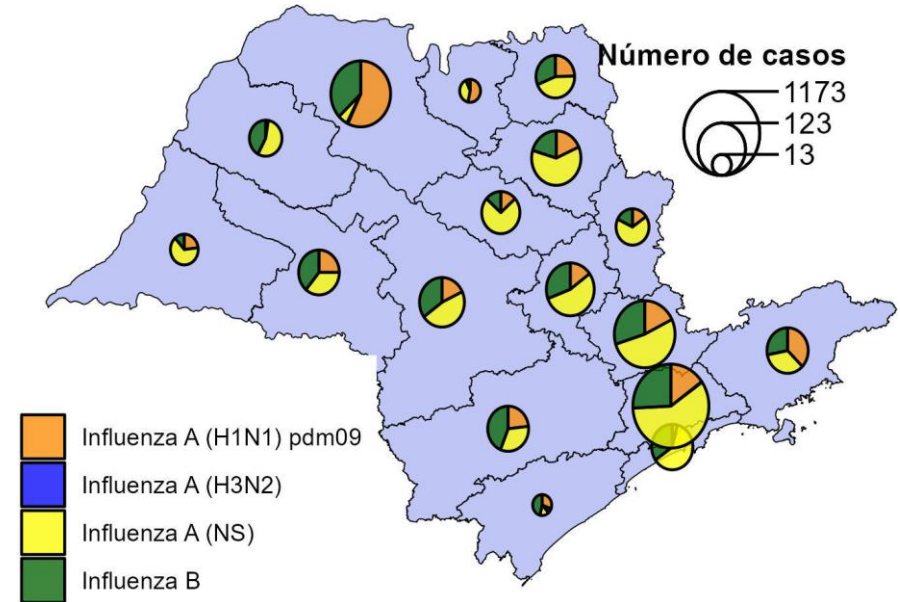 Número de casos
1173
123
13
Influenza A (H1N1) pdm09
Influenza A (H3N2)
Influenza A (NS)
Influenza B